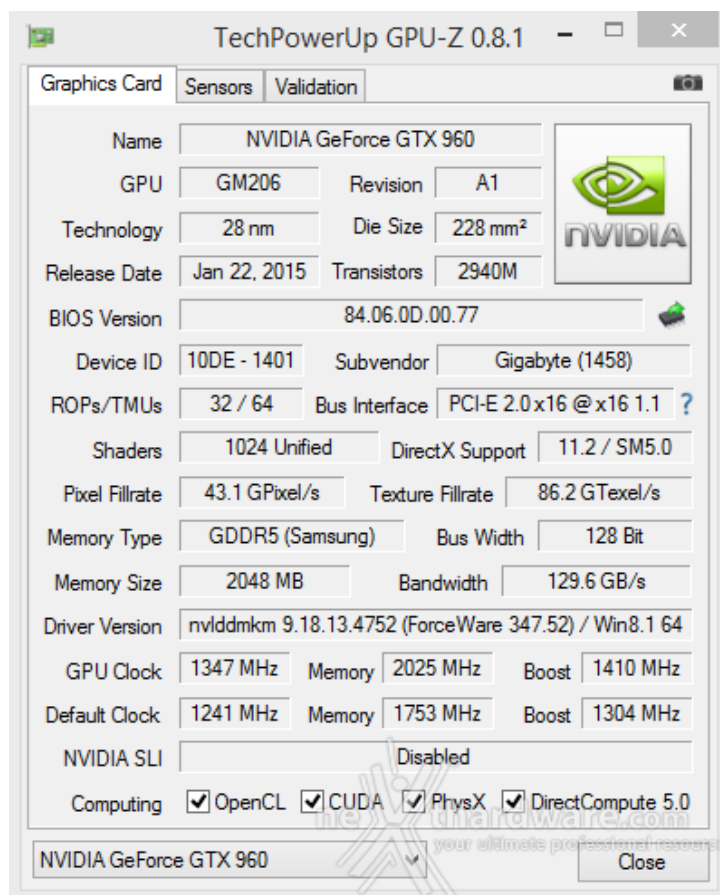 TechPowerUp GPU-Z 0.8.1
Graphics Card Sensors Validation
Name NVIDIA GeForce GTX 960
GPU GM206 Revision A1
Technology 28 nm Die Size 228 mm²
NVIDIA
Release Date Jan 22, 2015 Transistors 2940M
BIOS Version 84.06.0D.00.77
Device ID 10DE - 1401 Subvendor Gigabyte (1458)
ROPs/TMUs 32 / 64 Bus Interface PCI-E 2.0 x16 @ x16 1.1 ?
Shaders 1024 Unified DirectX Support 11.2 / SM5.0
Pixel Fillrate 43.1 GPixel/s Texture Fillrate 86.2 GTexel/s
Memory Type GDDR5 (Samsung) Bus Width 128 Bit
Memory Size 2048 MB Bandwidth 129.6 GB/s
Driver Version nvlddmkm 9.18.13.4752 (ForceWare 347.52) / Win8.1 64
GPU Clock 1347 MHz Memory 2025 MHz Boost 1410 MHz
Default Clock 1241 MHz Memory 1753 MHz Boost 1304 MHz
NVIDIA SLI Disabled
Computing OpenCL CUDA PhysX DirectCompute 5.0
your ultimate professional resource
NVIDIA GeForce GTX 960 Close